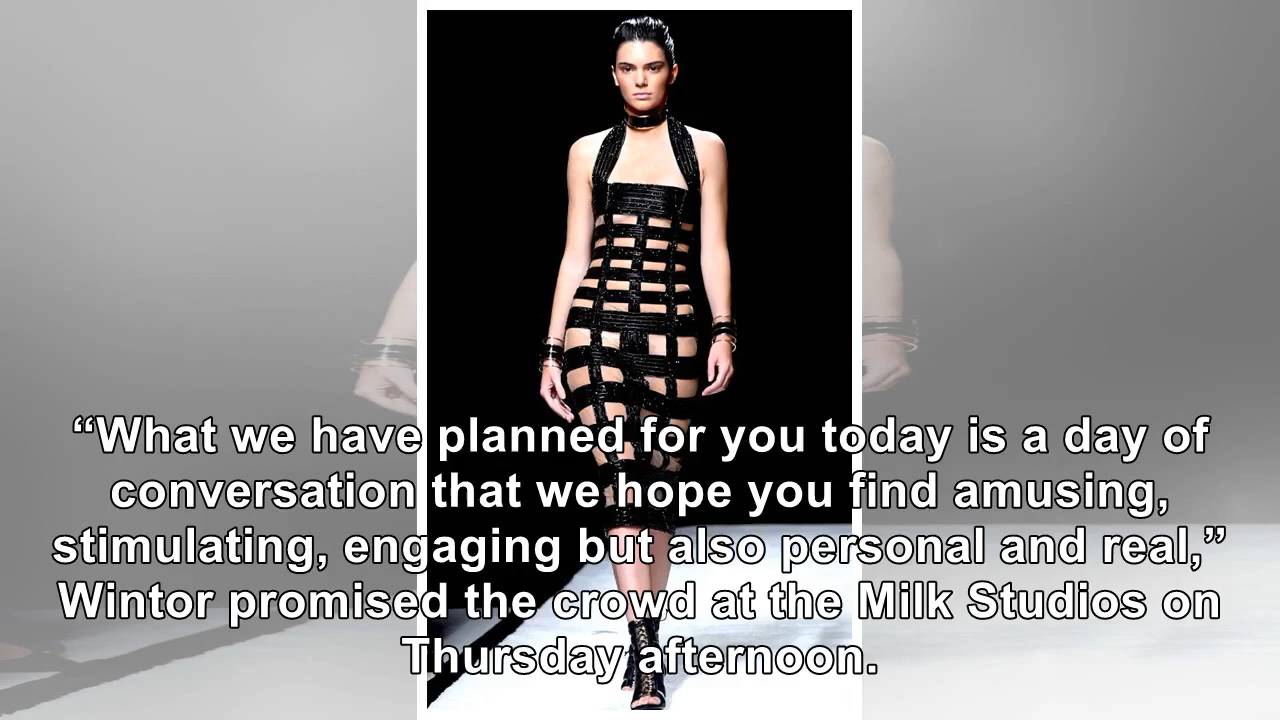 “What we have planned for you today is a day of
conversation that we hope you find amusing,
stimulating, engaging but also personal and real,”
Wintor promised the crowd at the Milk Studios on
Thursday afternoon.